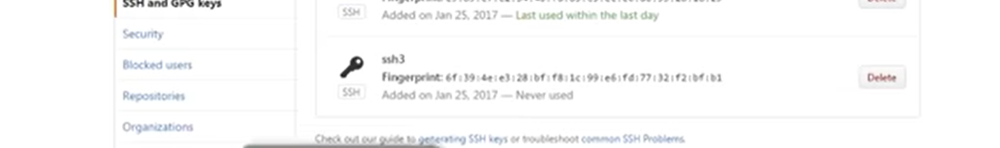 SSH and GPG keys
SSH
Added on Jan 25, 2017 — Last used within the last day
Delete
Security
Blocked users
Repositories
Organizations
ssh3
Fingerprint: 6f:39:4e:e3:28:bf:f8:1c:99:e6:fd:77:32:f2:bf:b1
SSH
Added on Jan 25, 2017 — Never used
Delete
Check out our guide to generating SSH keys or troubleshoot common SSH Problems.